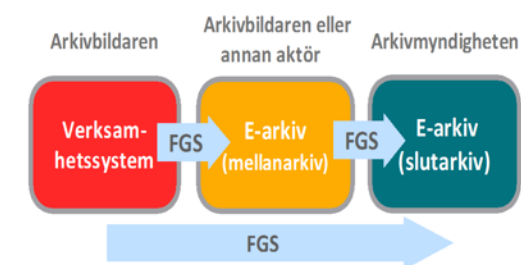 Arkivbildaren
Arkivbildaren eller
annan aktör
Arkivmyndigheten
Verksam-
hetssystem
FGS
E-arkiv
(mellanarkiv)
FGS
E-arkiv
(slutarkiv)
FGS